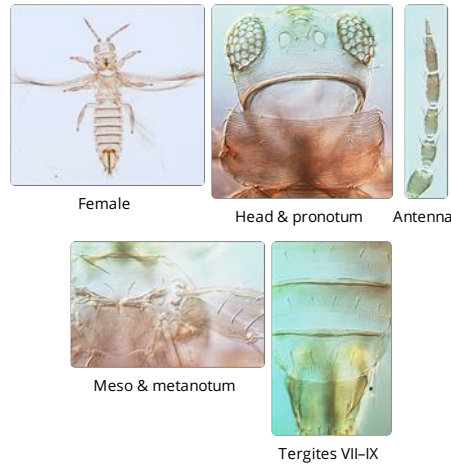 Female
Head & pronotum
Antenna
Meso & metanotum
Tergites VII–IX